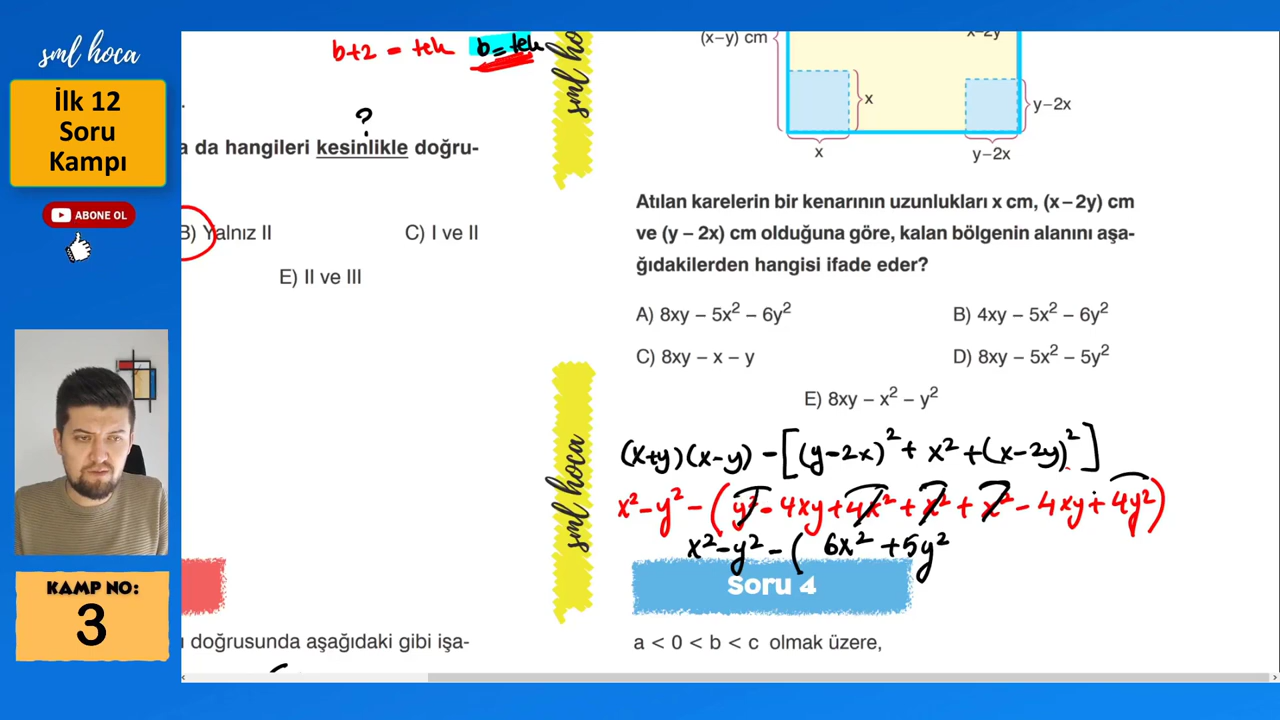 sml hoca
İlk 12
Soru
Kampı
ABONE OL
KAMP NO:
3
b+2 = tek b = tek
?
a da hangileri kesinlikle doğru-
B) Yalnız II
C) I ve II
E) II ve III
doğrusunda aşağıdaki gibi işa-
sml hoca
sml hoca
(x–y) cm
x–2y
x
y–2x
x
y–2x
Atılan karelerin bir kenarının uzunlukları x cm, (x – 2y) cm
ve (y – 2x) cm olduğuna göre, kalan bölgenin alanını aşa-
ğıdakilerden hangisi ifade eder?
A) 8xy – 5x² – 6y²
B) 4xy – 5x² – 6y²
C) 8xy – x – y
D) 8xy – 5x² – 5y²
E) 8xy – x² – y²
(x+y)(x–y) – [(y–2x)² + x² + (x–2y)²]
x²–y² – (y² – 4xy + 4x² + x² + x² – 4xy + 4y²)
x²–y² – ( 6x² + 5y²
Soru 4
a < 0 < b < c olmak üzere,